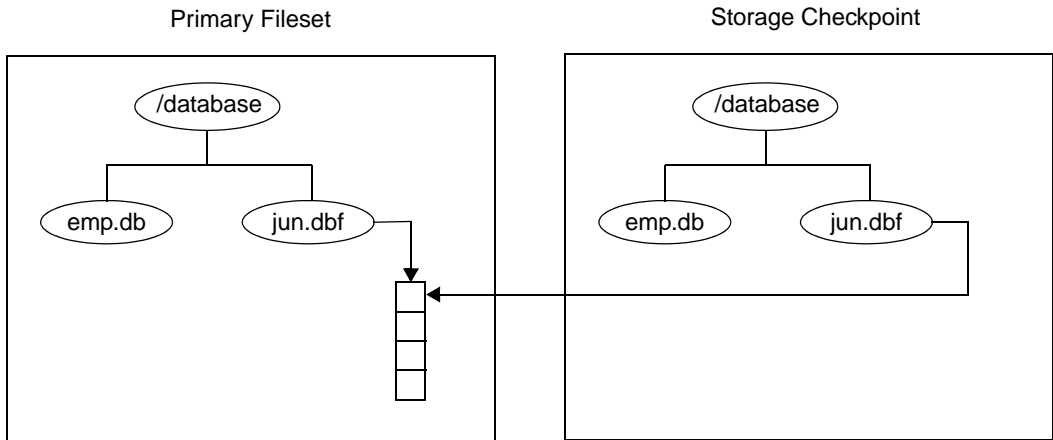 Primary Fileset
Storage Checkpoint
/database
/database
emp.db
jun.dbf
emp.db
jun.dbf